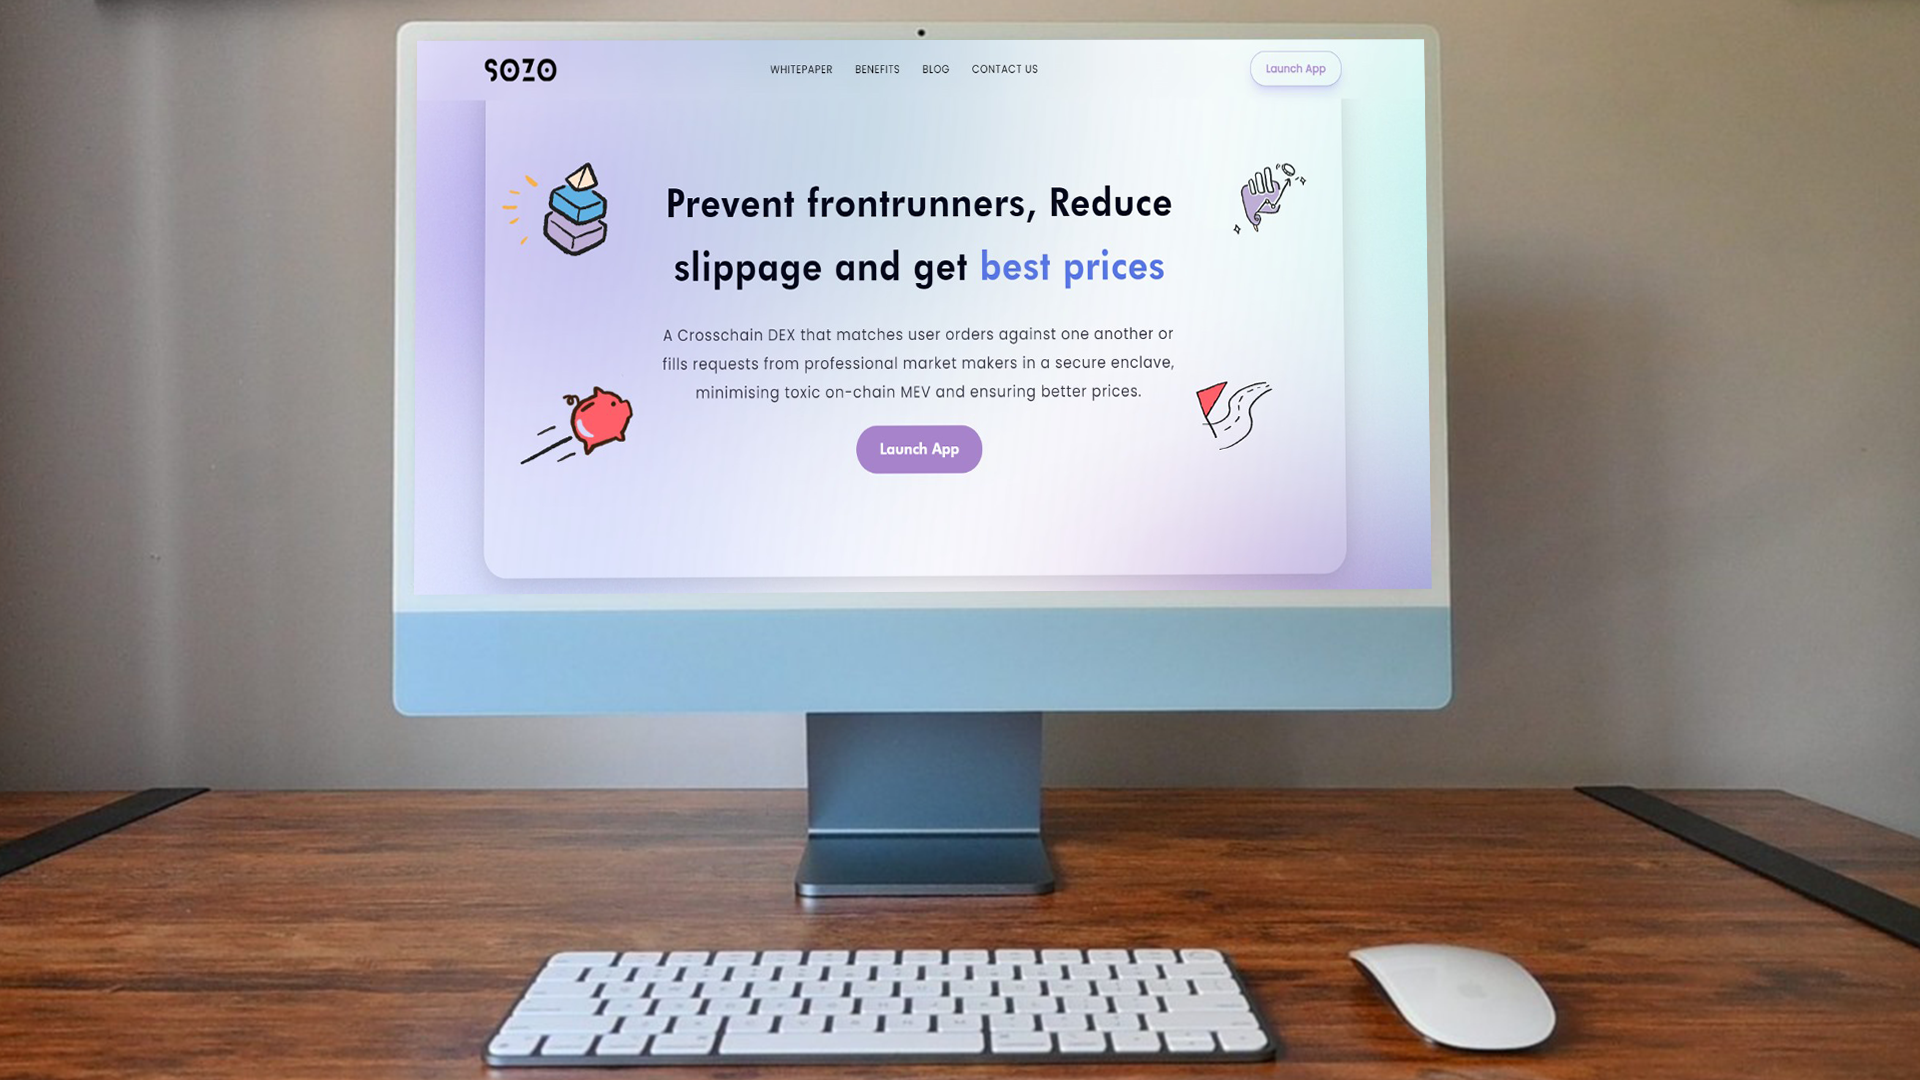 SOZO
WHITEPAPER
BENEFITS
BLOG
CONTACT US
Launch App
Prevent frontrunners, Reduce
slippage and get best prices
A Crosschain DEX that matches user orders against one another or
fills requests from professional market makers in a secure enclave,
minimising toxic on-chain MEV and ensuring better prices.
Launch App